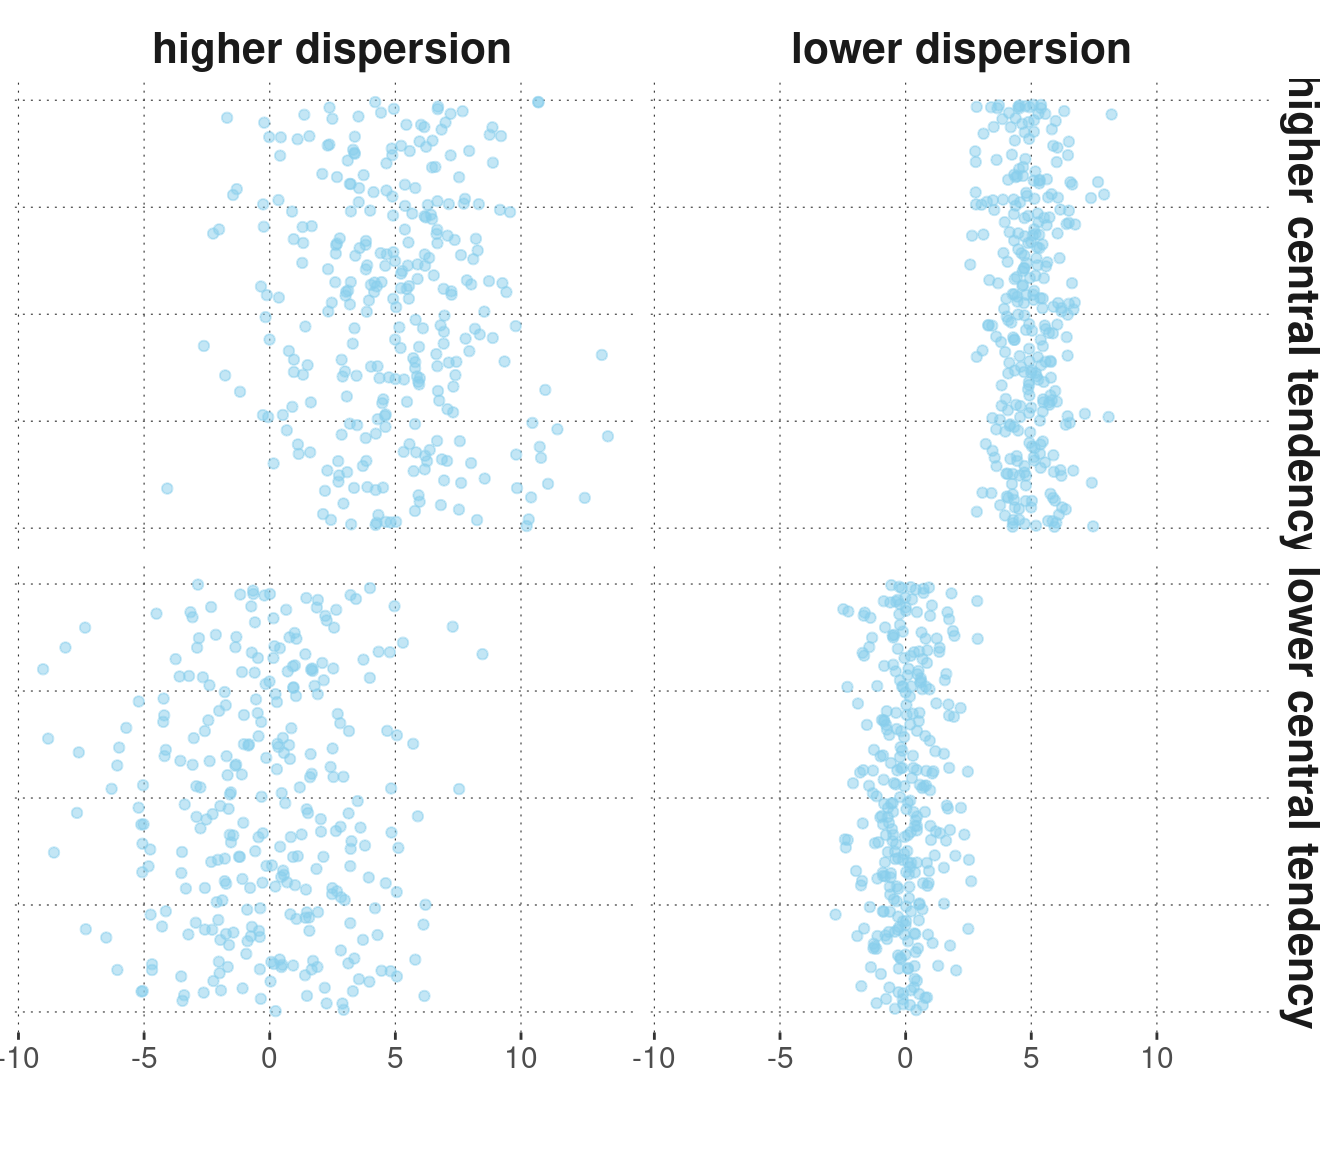 higher dispersion lower dispersion
higher central tendency
lower central tendency
-10 -5 0 5 10 -10 -5 0 5 10